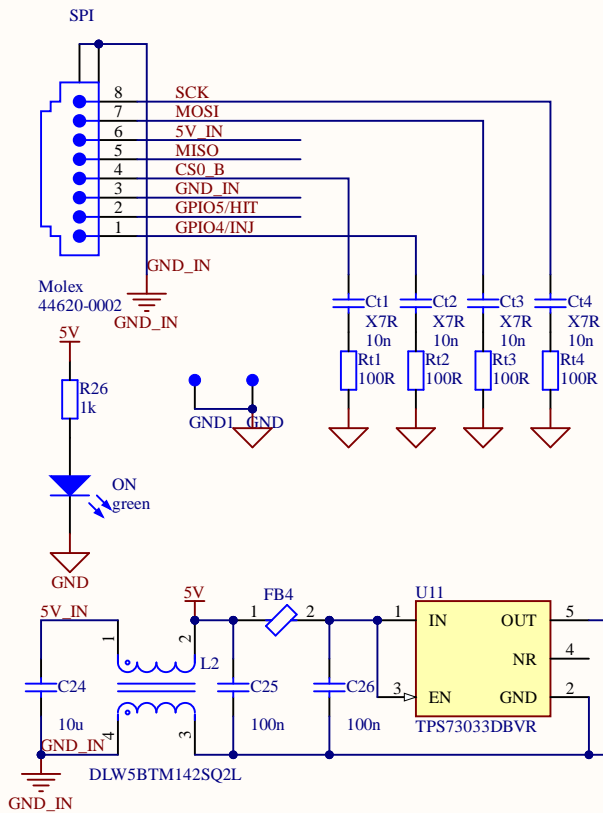 SPI
8 SCK
7 MOSI
6 5V_IN
5 MISO
4 CS0_B
3 GND_IN
2 GPIO5/HIT
1 GPIO4/INJ
GND_IN
GND_IN
Molex
44620-0002
Ct1 Ct2 Ct3 Ct4
X7R X7R X7R X7R
10n 10n 10n 10n
Rt1 Rt2 Rt3 Rt4
100R 100R 100R 100R
5V
R26
1k
GND1 GND
ON
green
GND
5V_IN
5V
FB4
U11
1 2
1 IN OUT 5
1 2
L2
NR 4
C24 C25 C26
3 EN GND 2
10u 100n 100n
TPS73033DBVR
GND_IN
4 3
DLW5BTM142SQ2L
GND_IN